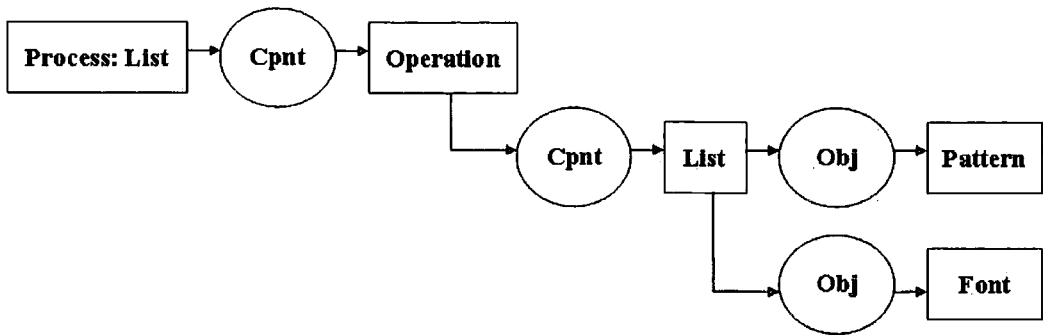 Process: List
Cpnt
Operation
Cpnt
List
Obj
Pattern
Obj
Font